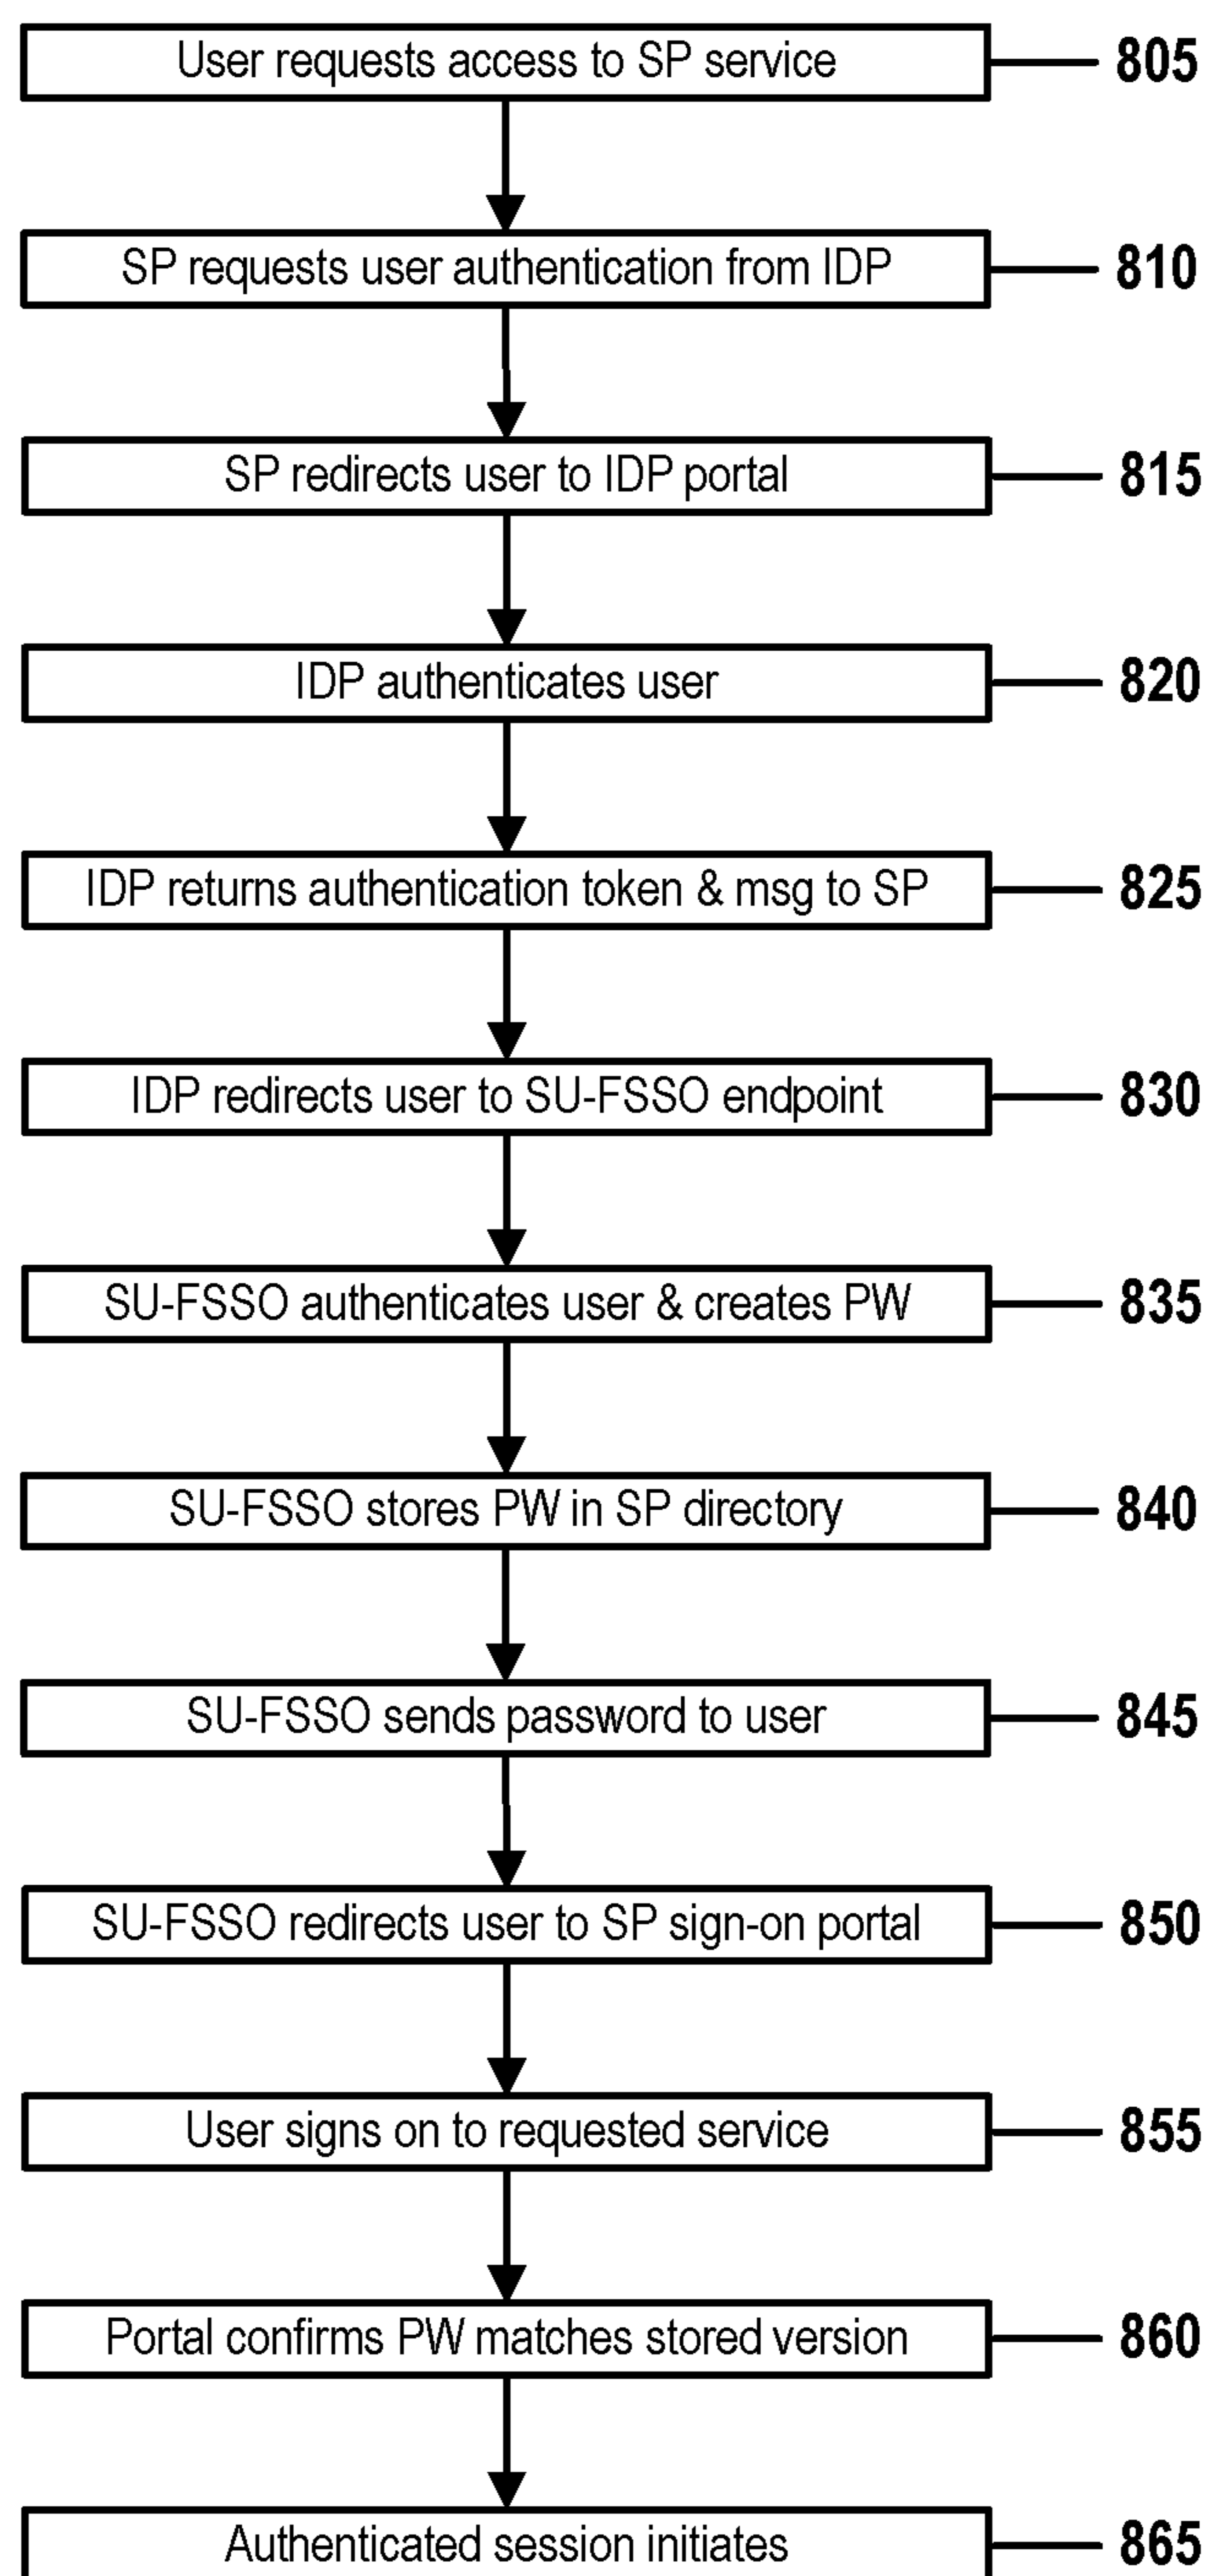 User requests access to SP service 805
SP requests user authentication from IDP 810
SP redirects user to IDP portal 815
IDP authenticates user 820
IDP returns authentication token & msg to SP 825
IDP redirects user to SU-FSSO endpoint 830
SU-FSSO authenticates user & creates PW 835
SU-FSSO stores PW in SP directory 840
SU-FSSO sends password to user 845
SU-FSSO redirects user to SP sign-on portal 850
User signs on to requested service 855
Portal confirms PW matches stored version 860
Authenticated session initiates 865